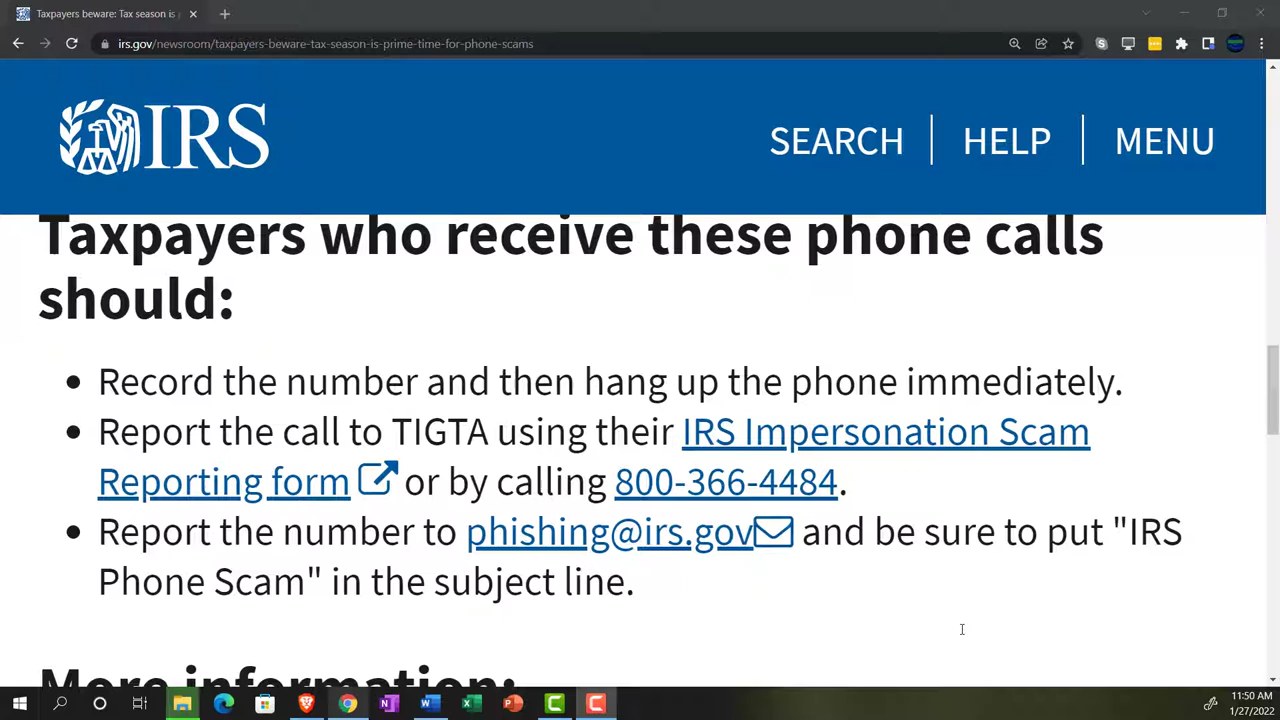 Taxpayers beware: Tax season is
irs.gov/newsroom/taxpayers-beware-tax-season-is-prime-time-for-phone-scams
IRS
SEARCH
HELP
MENU
Taxpayers who receive these phone calls
should:
Record the number and then hang up the phone immediately.
Report the call to TIGTA using their IRS Impersonation Scam
Reporting form or by calling 800-366-4484.
Report the number to phishing@irs.gov and be sure to put "IRS
Phone Scam" in the subject line.
More information:
11:50 AM
1/27/2022